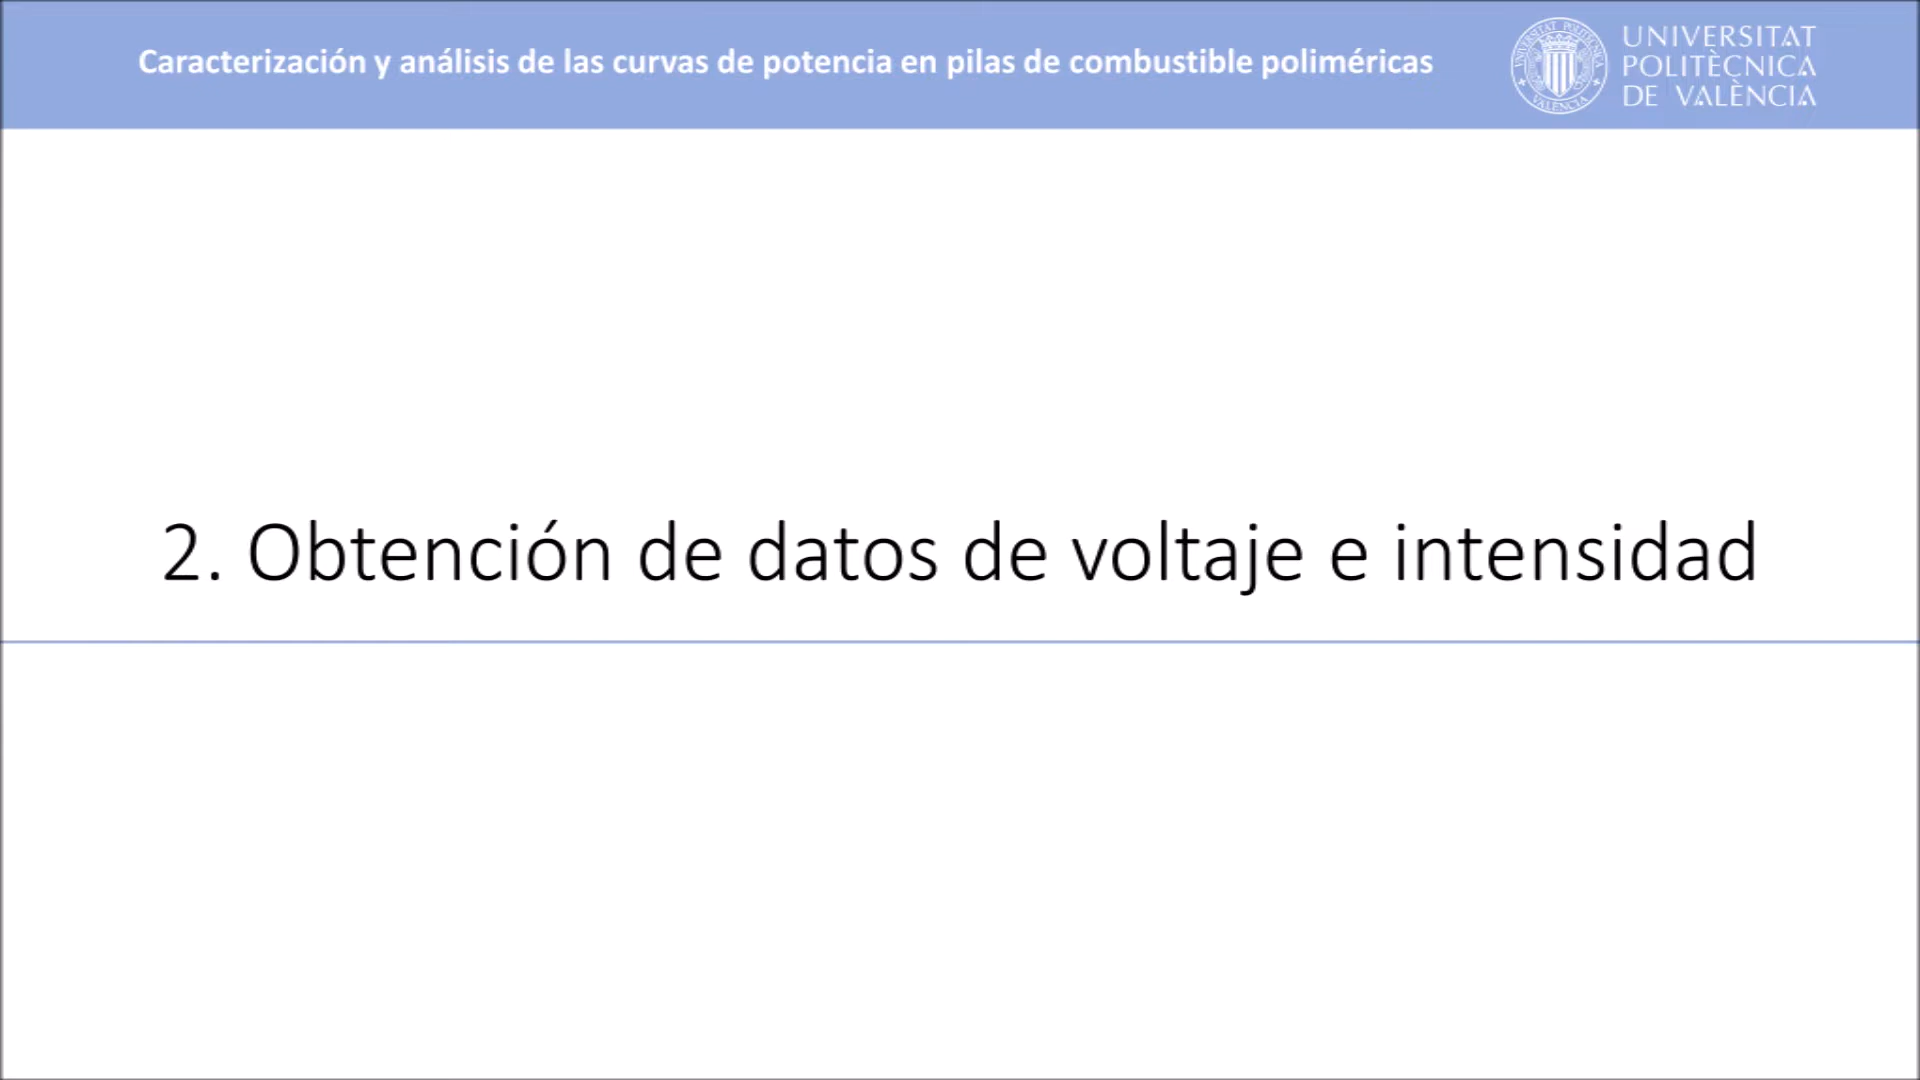 Caracterización y análisis de las curvas de potencia en pilas de combustible poliméricas
UNIVERSITAT
POLITÈCNICA
DE VALÈNCIA
2. Obtención de datos de voltaje e intensidad